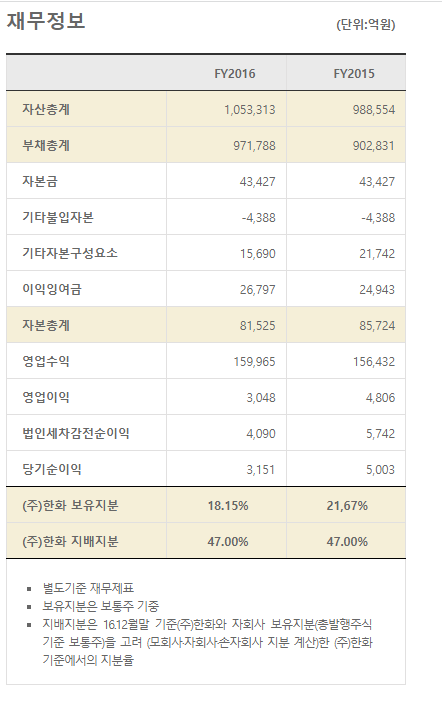 재무정보 (단위:억원)
FY2016 FY2015
자산총계 1,053,313 988,554
부채총계 971,788 902,831
자본금 43,427 43,427
기타불입자본 -4,388 -4,388
기타자본구성요소 15,690 21,742
이익잉여금 26,797 24,943
자본총계 81,525 85,724
영업수익 159,965 156,432
영업이익 3,048 4,806
법인세차감전순이익 4,090 5,742
당기순이익 3,151 5,003
(주)한화 보유지분 18.15% 21,67%
(주)한화 지배지분 47.00% 47.00%
▪ 별도기준 재무제표
▪ 보유지분은 보통주 기중
▪ 지배지분은 16.12월말 기준(주)한화와 자회사 보유지분(총발행주식
기준 보통주)을 고려 (모회사·자회사·손자회사 지분 계산)한 (주)한화
기준에서의 지분율